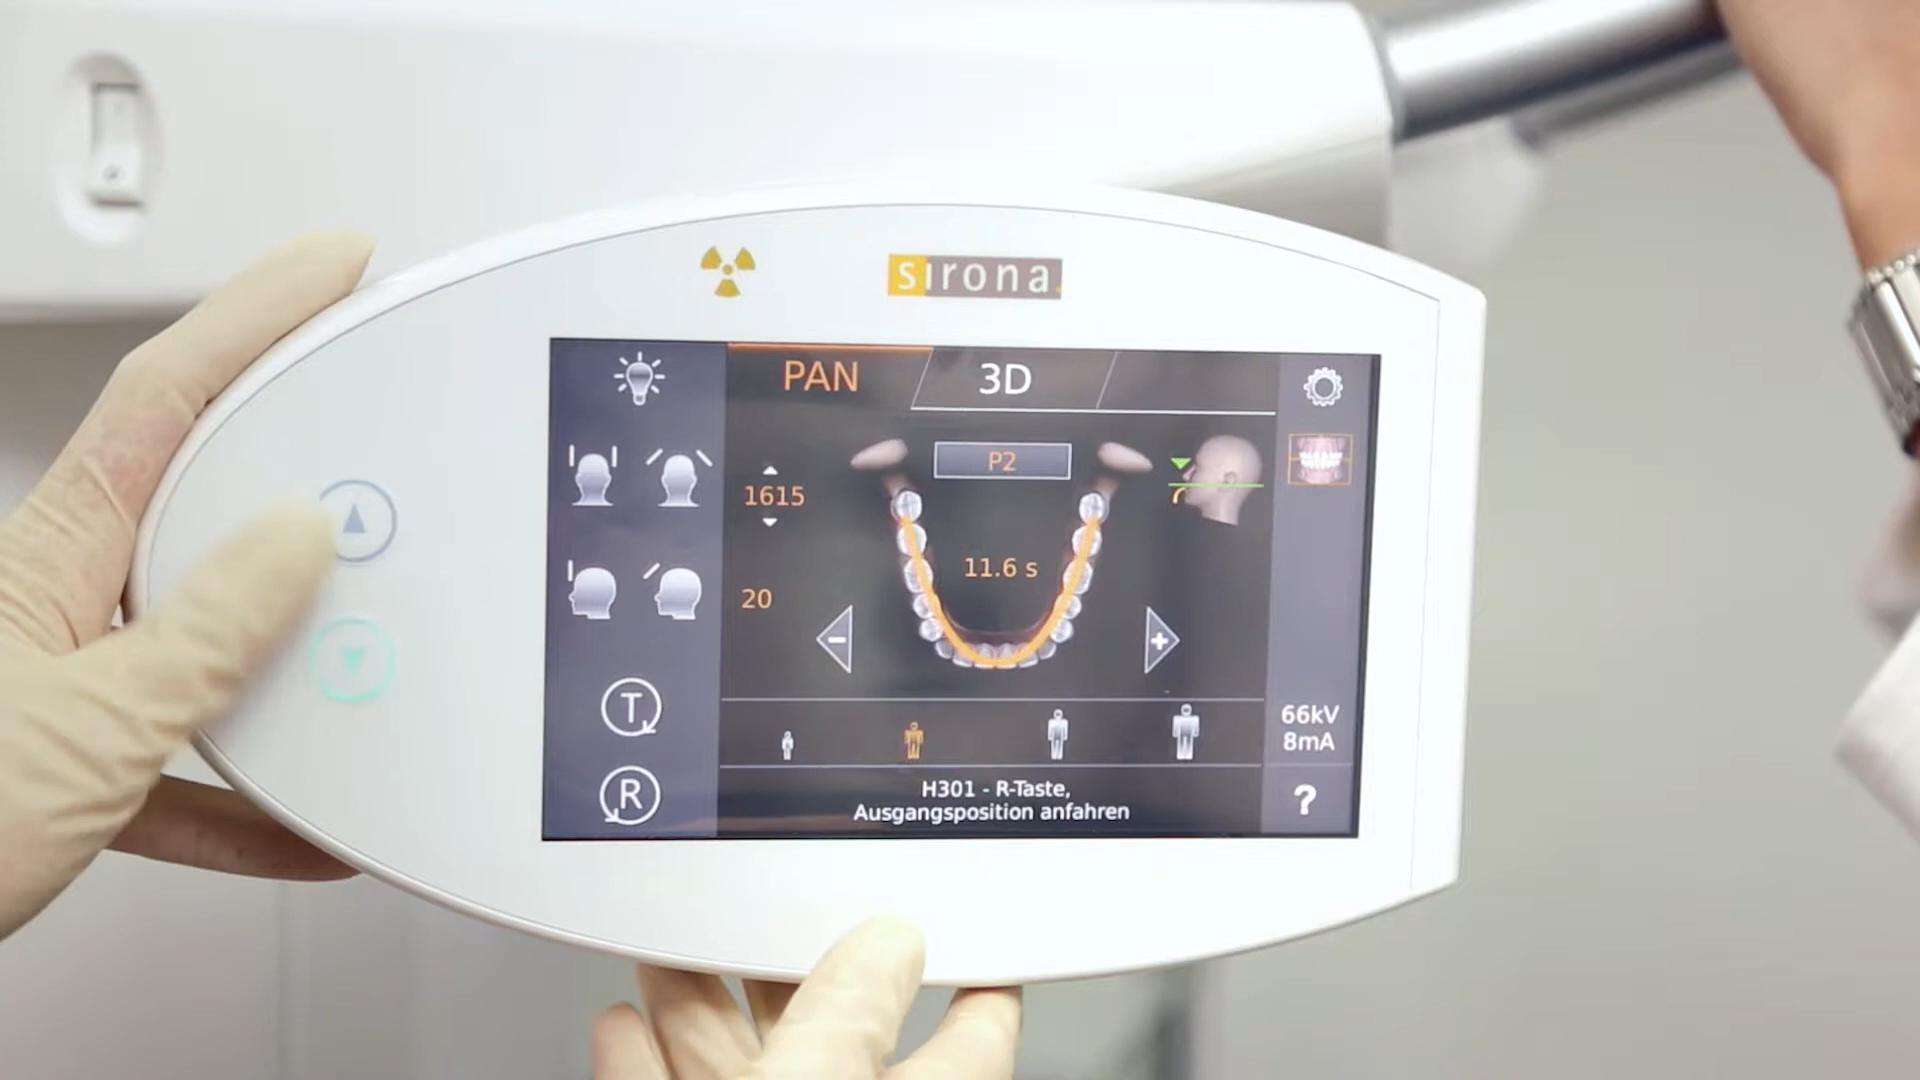 sirona.
PAN
3D
P2
1615
11.6 s
20
T
R
66kV
8mA
H301 - R-Taste,
Ausgangsposition anfahren
?